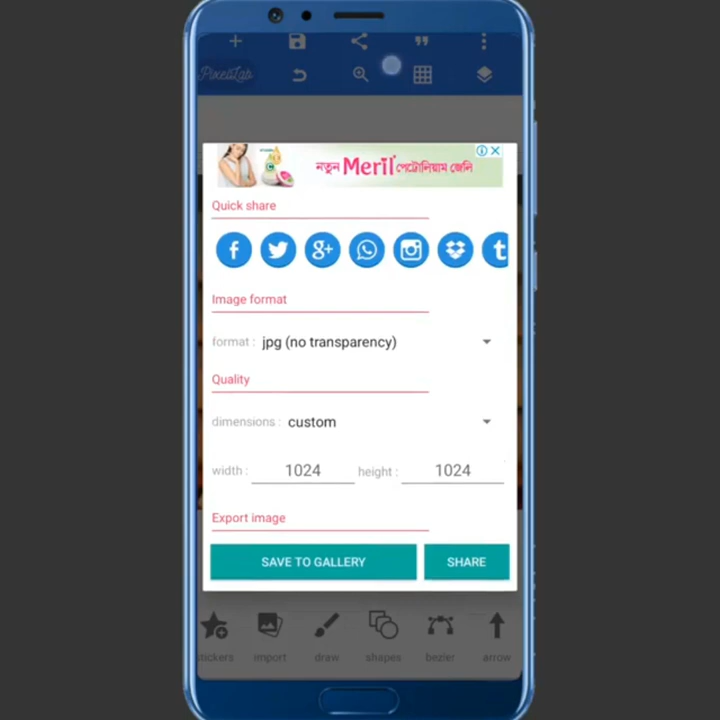 PixelLab
নতুন Meril পেট্রোলিয়াম জেলি
Quick share
Image format
format : jpg (no transparency)
Quality
dimensions : custom
width : 1024 height : 1024
Export image
SAVE TO GALLERY SHARE
stickers import draw shapes bezier arrow